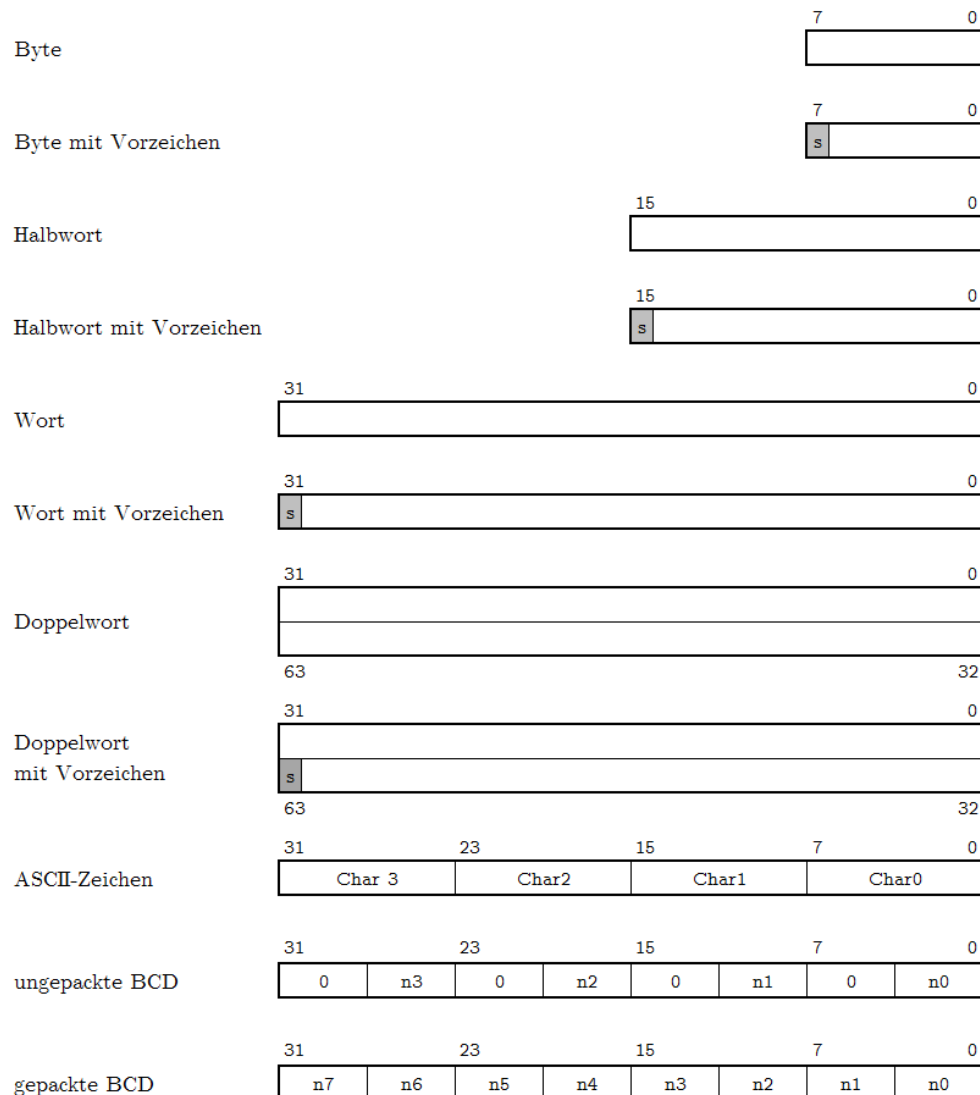 7 0
Byte
7 0
Byte mit Vorzeichen
s
15 0
Halbwort
15 0
Halbwort mit Vorzeichen
s
31 0
Wort
31 0
Wort mit Vorzeichen
s
31 0
Doppelwort
63 32
31 0
Doppelwort
mit Vorzeichen
s
63 32
31 23 15 7 0
ASCII-Zeichen
Char 3 Char2 Char1 Char0
31 23 15 7 0
ungepackte BCD
0 n3 0 n2 0 n1 0 n0
31 23 15 7 0
gepackte BCD
n7 n6 n5 n4 n3 n2 n1 n0